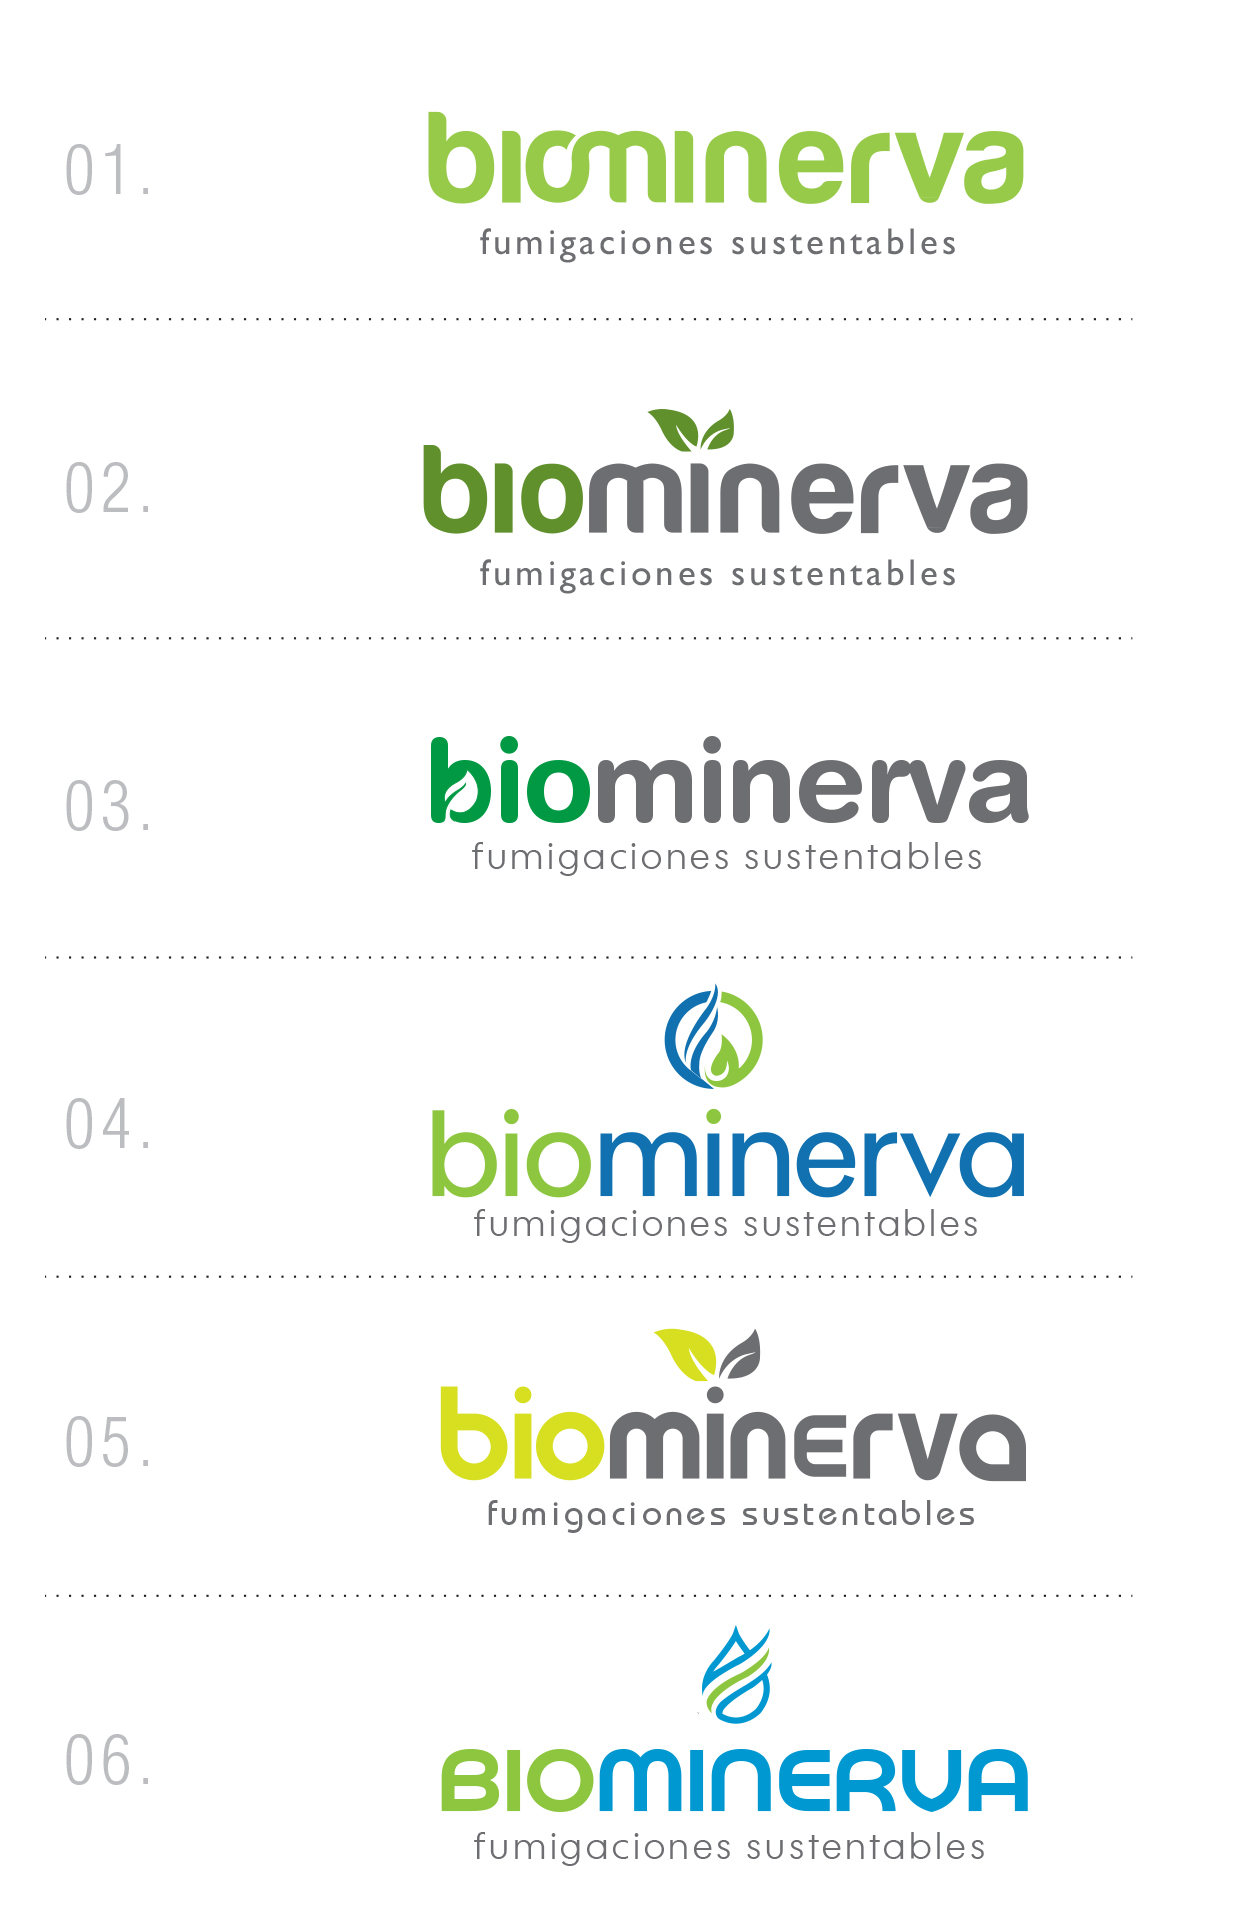 01.
biominerva
fumigaciones sustentables
02.
biominerva
fumigaciones sustentables
03.
biominerva
fumigaciones sustentables
04.
biominerva
fumigaciones sustentables
05.
biominerva
fumigaciones sustentables
06.
BIOMINERVA
fumigaciones sustentables